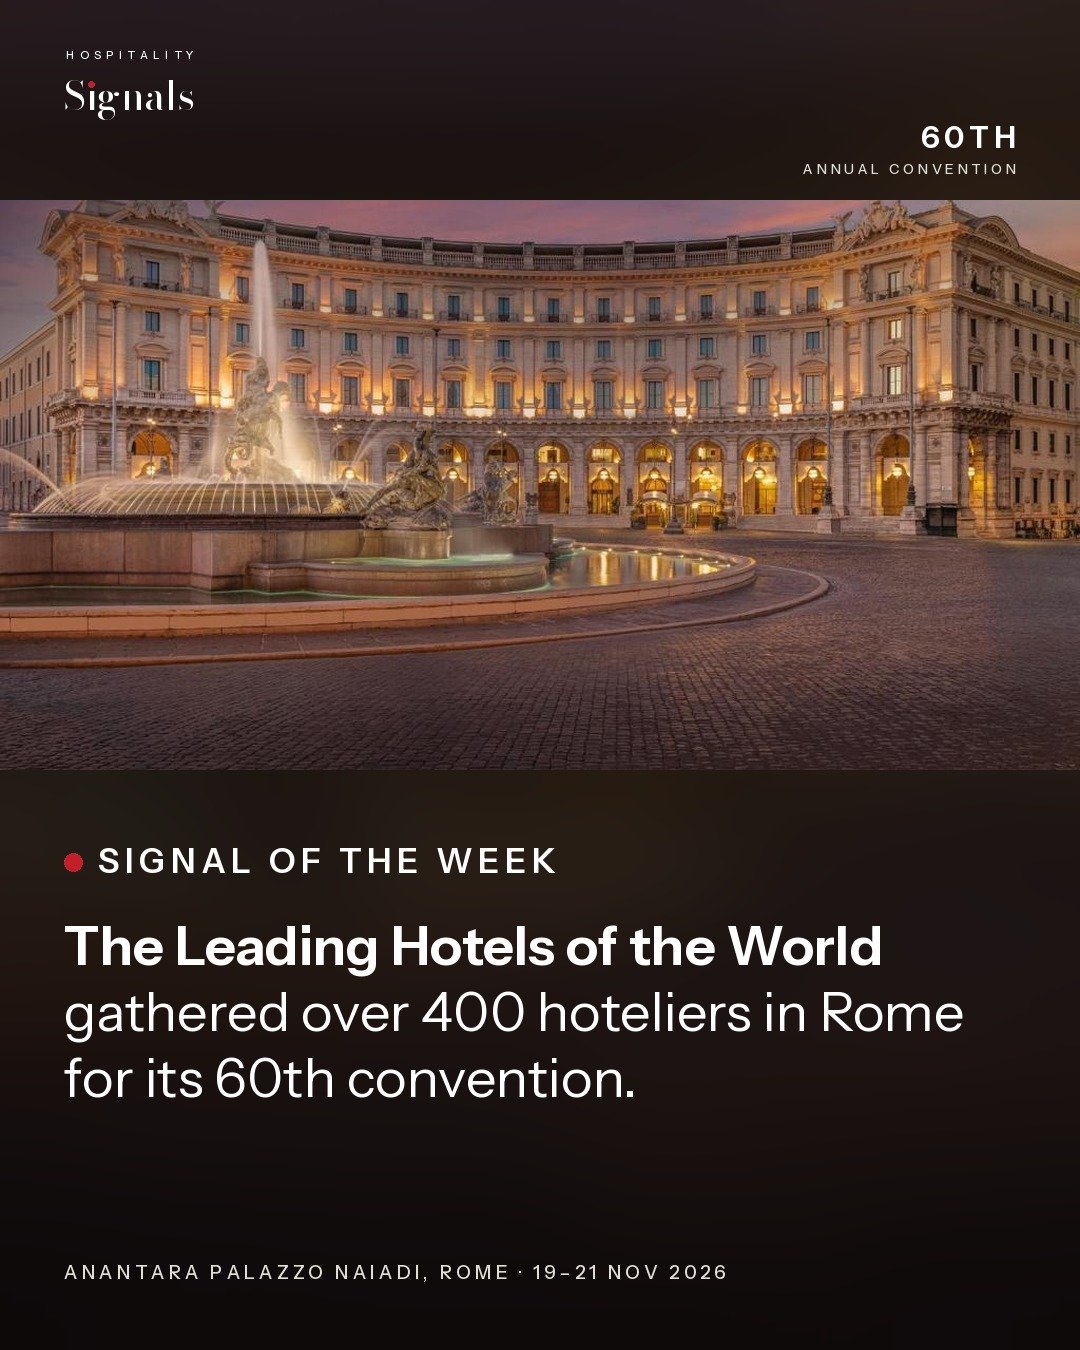 HOSPITALITY
Signals
60TH
ANNUAL CONVENTION
SIGNAL OF THE WEEK
The Leading Hotels of the World
gathered over 400 hoteliers in Rome
for its 60th convention.
ANANTARA PALAZZO NAIADI, ROME · 19–21 NOV 2026